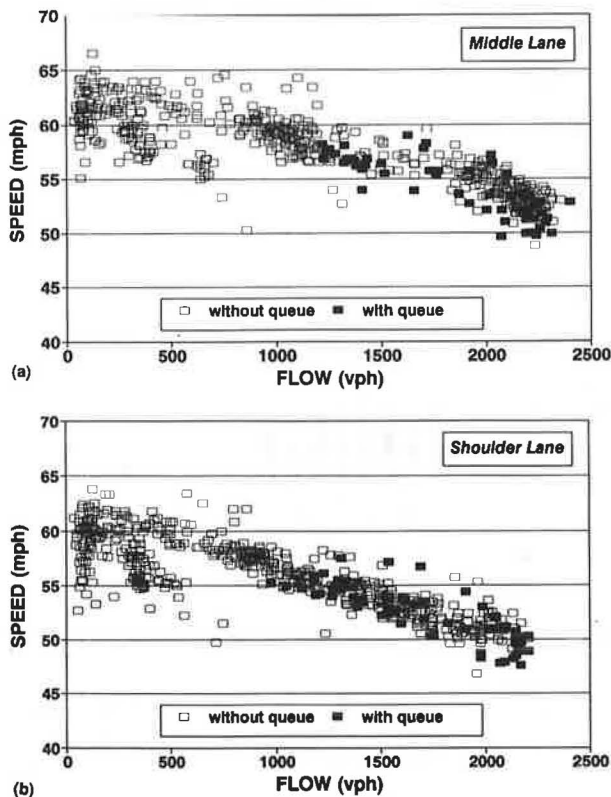 70
65
60
55
50
45
40
SPEED (mph)
Middle Lane
without queue
with queue
0
500
1000
1500
2000
2500
FLOW (vph)
(a)
70
65
60
55
50
45
40
SPEED (mph)
Shoulder Lane
without queue
with queue
0
500
1000
1500
2000
2500
FLOW (vph)
(b)